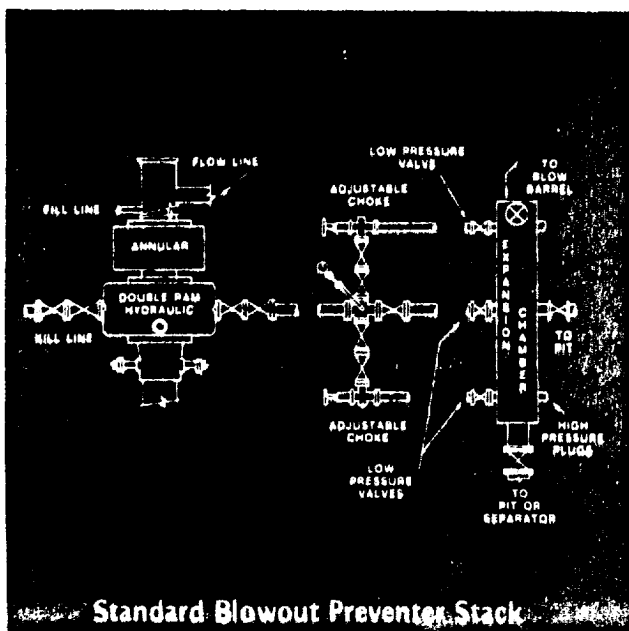 FLOW LINE
FILL LINE
ANNULAR
DOUBLE RAM
HYDRAULIC
KILL LINE
LOW PRESSURE
VALVE
ADJUSTABLE
CHOKE
ADJUSTABLE
CHOKE
LOW
PRESSURE
VALVES
TO
BLOW
BARREL
EXPANSION
CHAMBER
TO
PIT
HIGH
PRESSURE
PLUGS
TO
PIT OR
SEPARATOR
Standard Blowout Preventer Stack